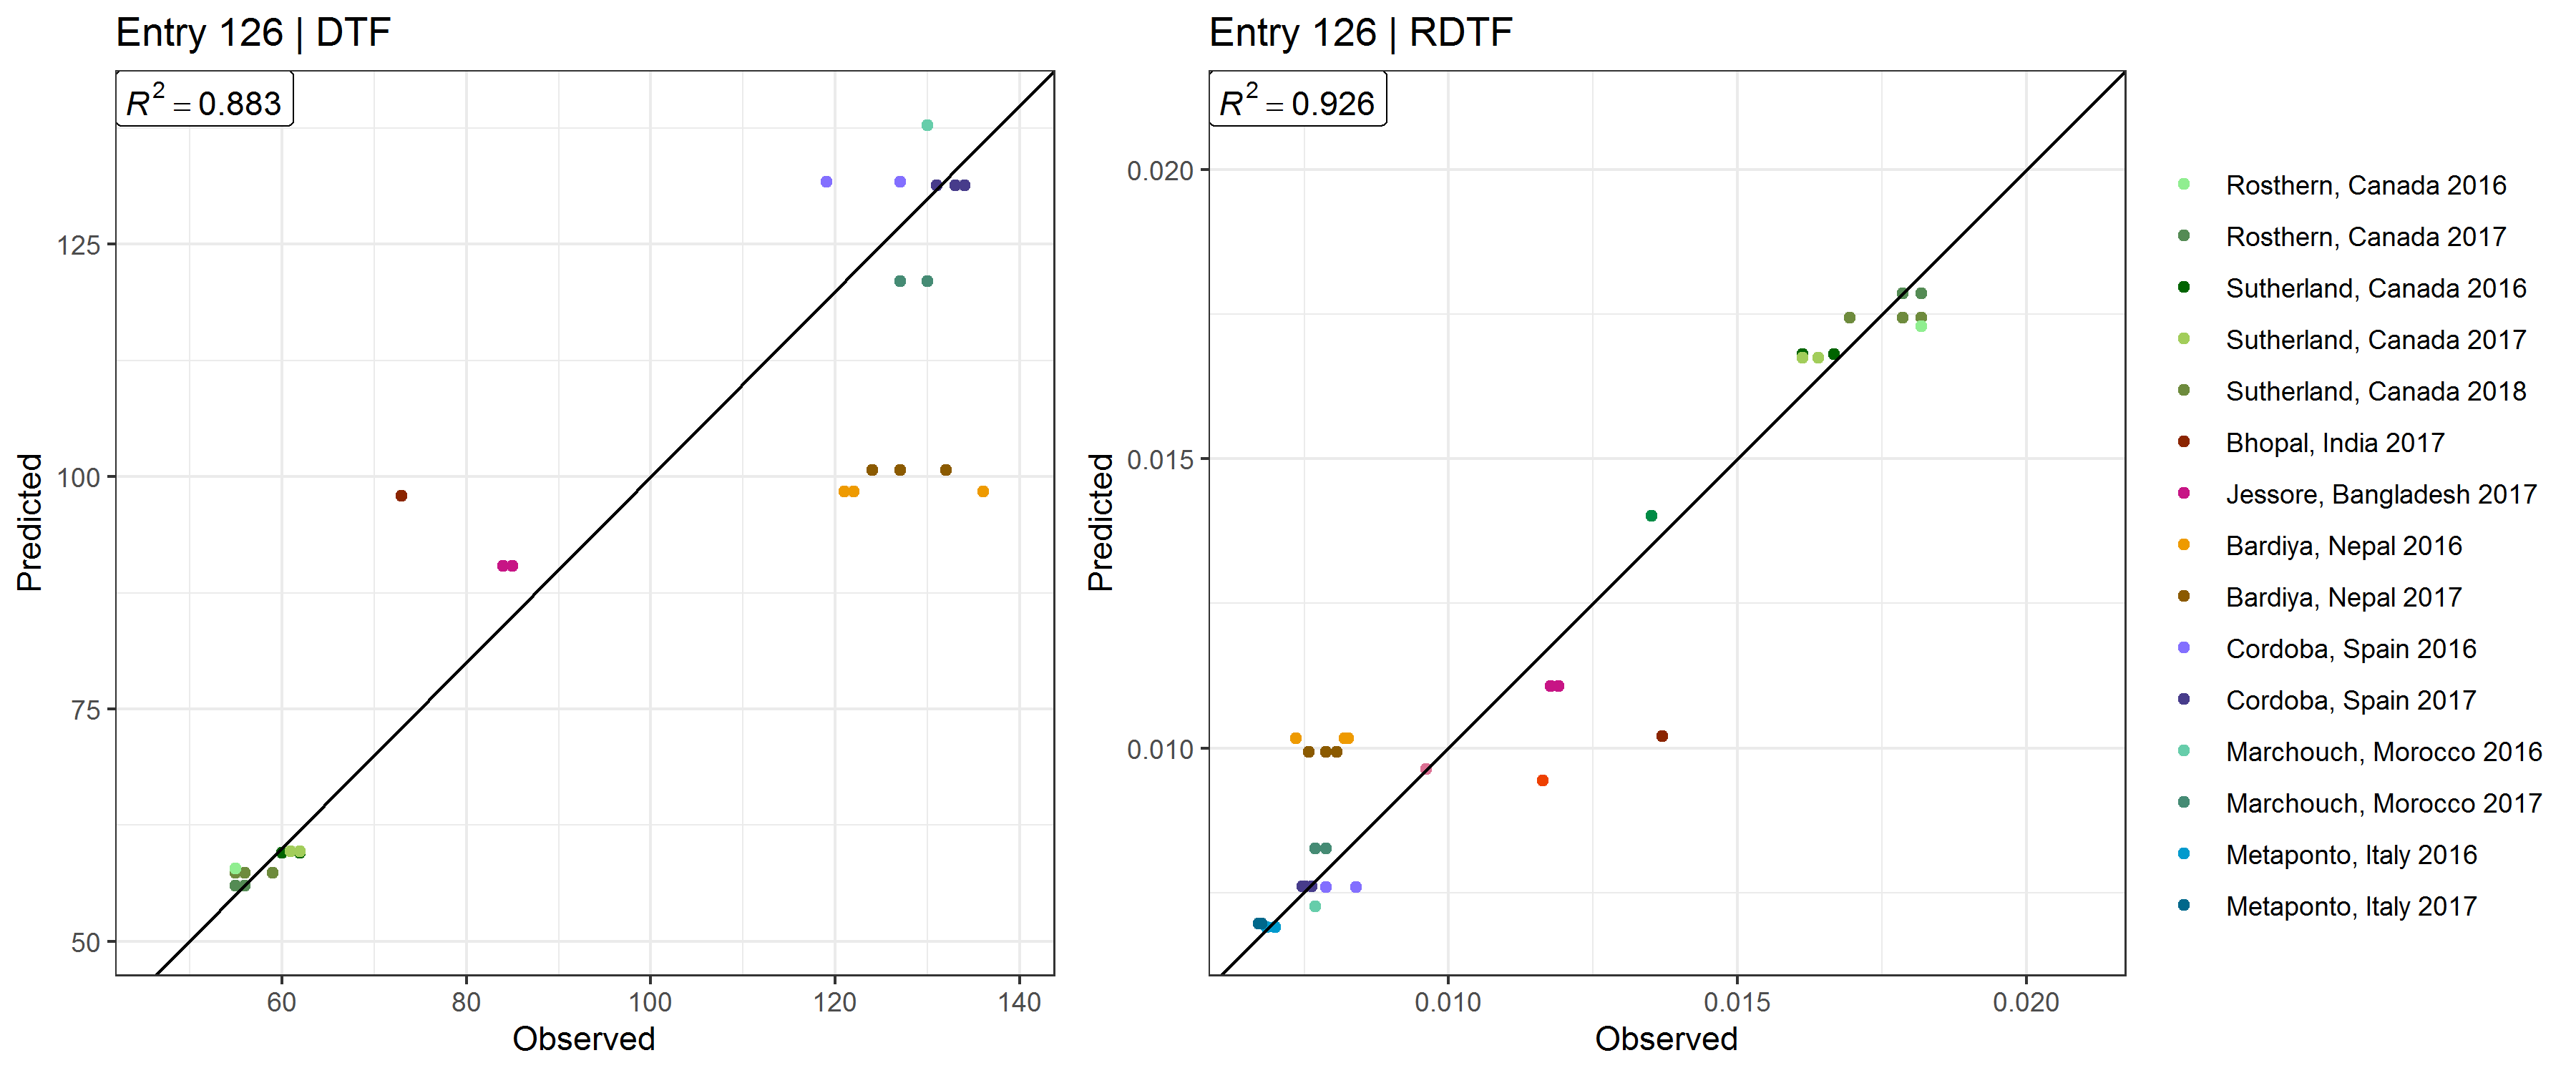 Entry 126 | DTF
R² = 0.883
125
100
75
50
Predicted
60 80 100 120 140
Observed
Entry 126 | RDTF
R² = 0.926
0.020
0.015
0.010
Predicted
0.010 0.015 0.020
Observed
Rosthern, Canada 2016
Rosthern, Canada 2017
Sutherland, Canada 2016
Sutherland, Canada 2017
Sutherland, Canada 2018
Bhopal, India 2017
Jessore, Bangladesh 2017
Bardiya, Nepal 2016
Bardiya, Nepal 2017
Cordoba, Spain 2016
Cordoba, Spain 2017
Marchouch, Morocco 2016
Marchouch, Morocco 2017
Metaponto, Italy 2016
Metaponto, Italy 2017